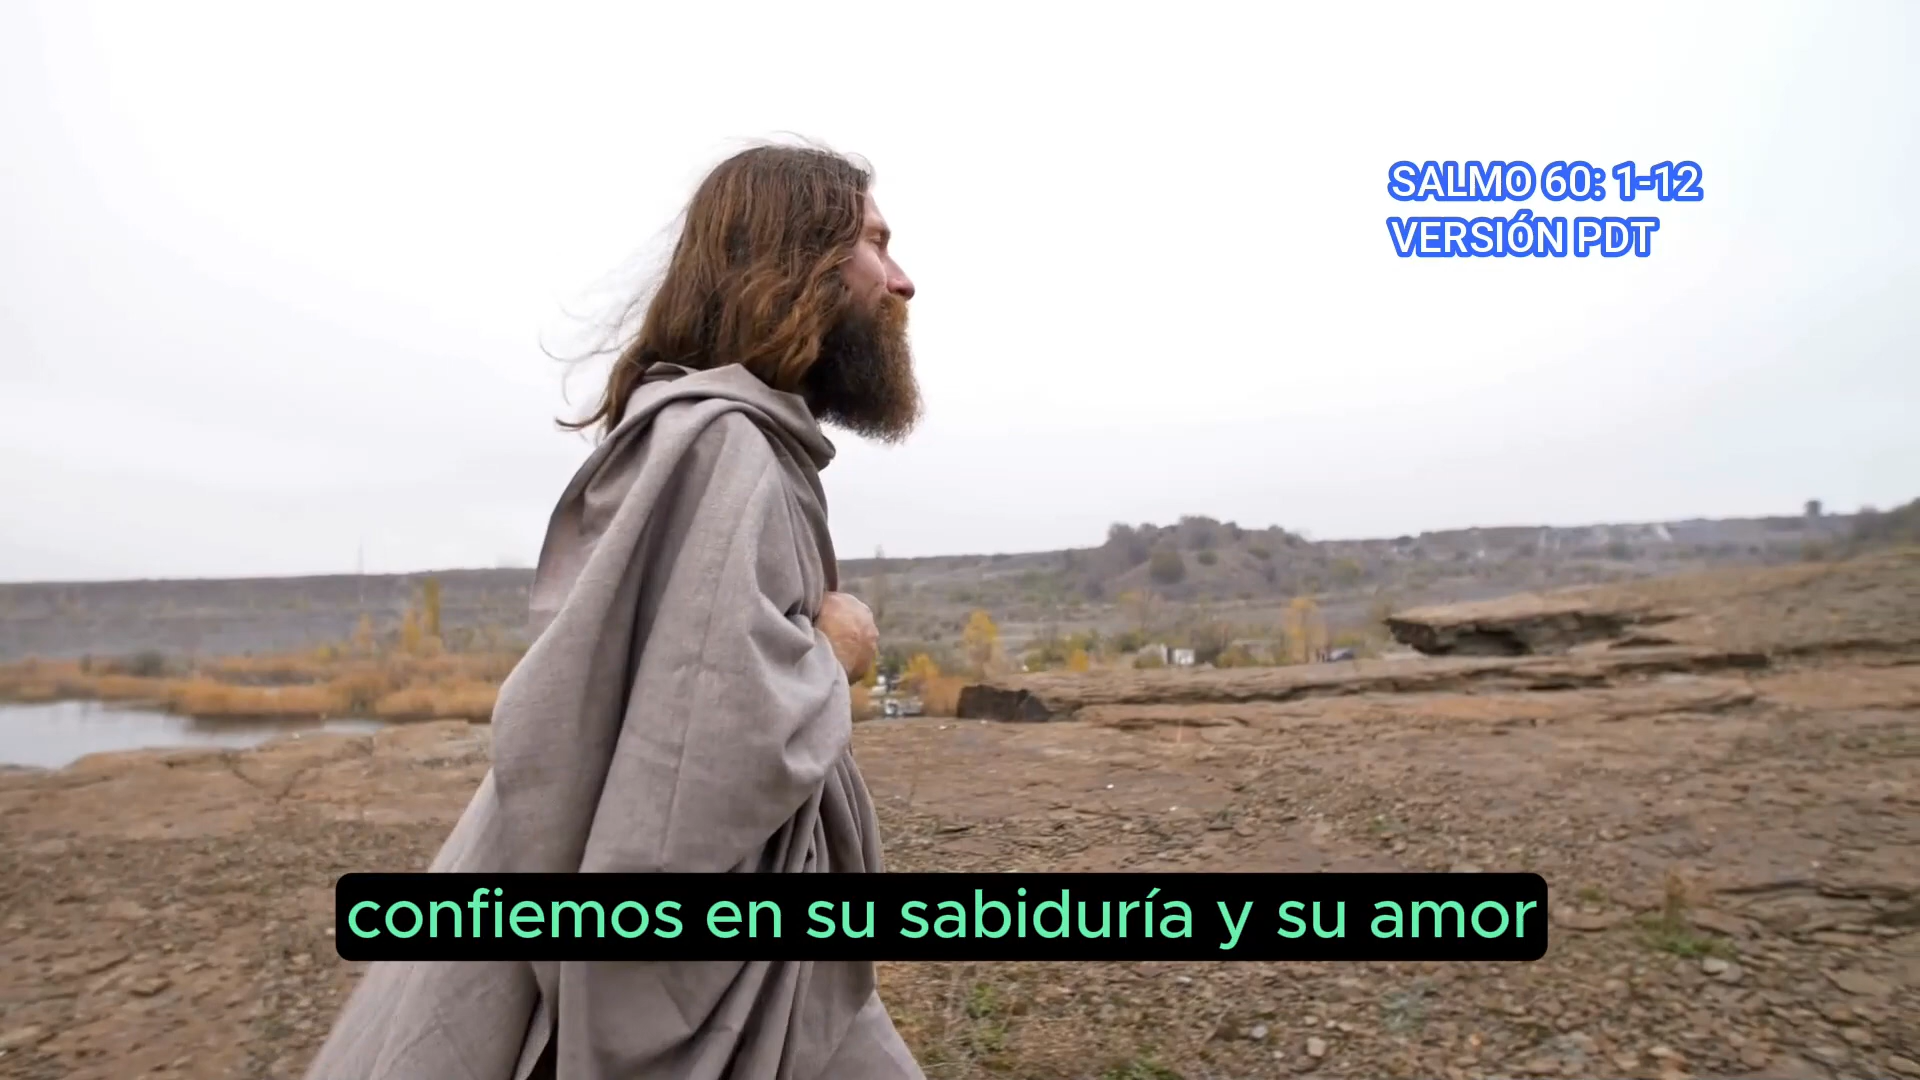 SALMO 60: 1-12
VERSIÓN PDT
confiemos en su sabiduría y su amor